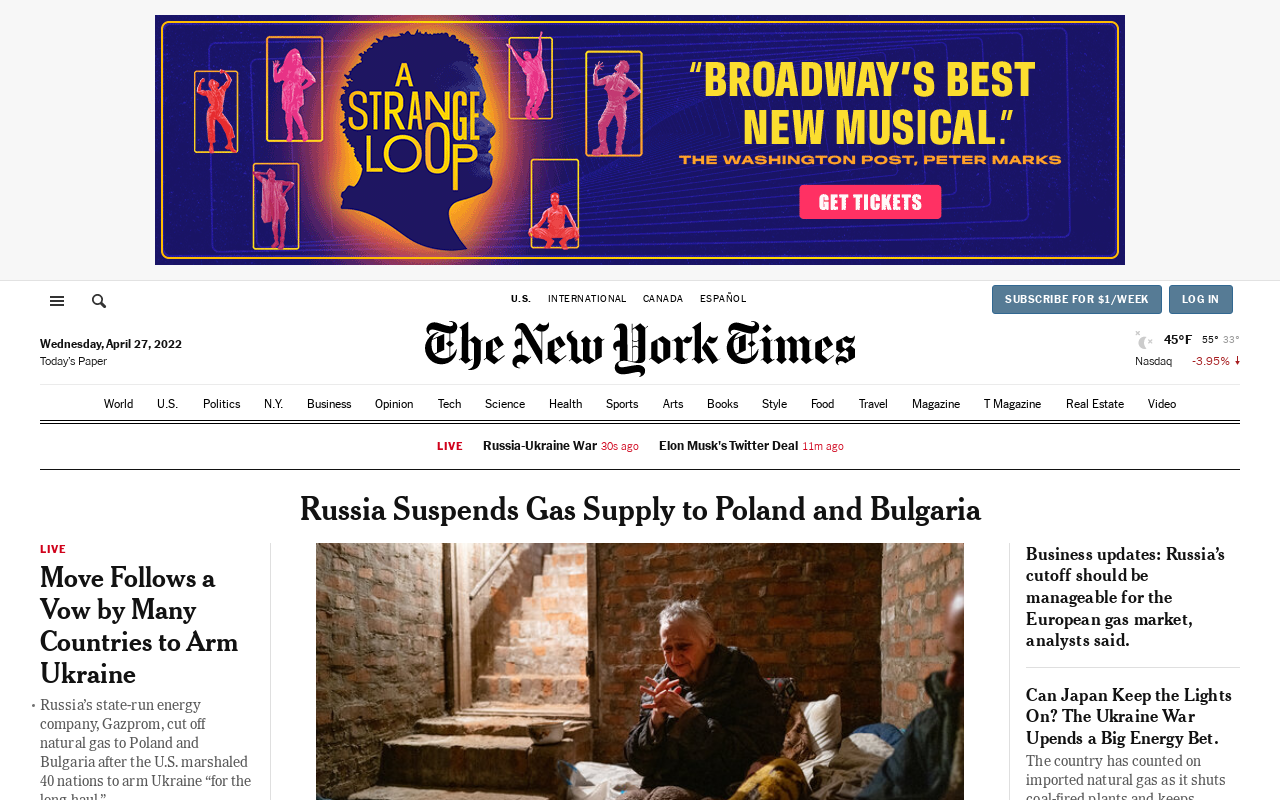 A
STRANGE
LOOP
“BROADWAY’S BEST
NEW MUSICAL.”
THE WASHINGTON POST, PETER MARKS
GET TICKETS
U.S. INTERNATIONAL CANADA ESPAÑOL
SUBSCRIBE FOR $1/WEEK LOG IN
The New York Times
Wednesday, April 27, 2022
Today’s Paper
45°F 55° 33°
Nasdaq -3.95%
World U.S. Politics N.Y. Business Opinion Tech Science Health Sports Arts Books Style Food Travel Magazine T Magazine Real Estate Video
LIVE Russia-Ukraine War 30s ago Elon Musk’s Twitter Deal 11m ago
Russia Suspends Gas Supply to Poland and Bulgaria
LIVE
Move Follows a
Vow by Many
Countries to Arm
Ukraine
• Russia’s state-run energy
company, Gazprom, cut off
natural gas to Poland and
Bulgaria after the U.S. marshaled
40 nations to arm Ukraine “for the
long haul.”
Business updates: Russia’s
cutoff should be
manageable for the
European gas market,
analysts said.
Can Japan Keep the Lights
On? The Ukraine War
Upends a Big Energy Bet.
The country has counted on
imported natural gas as it shuts
coal-fired plants and keeps